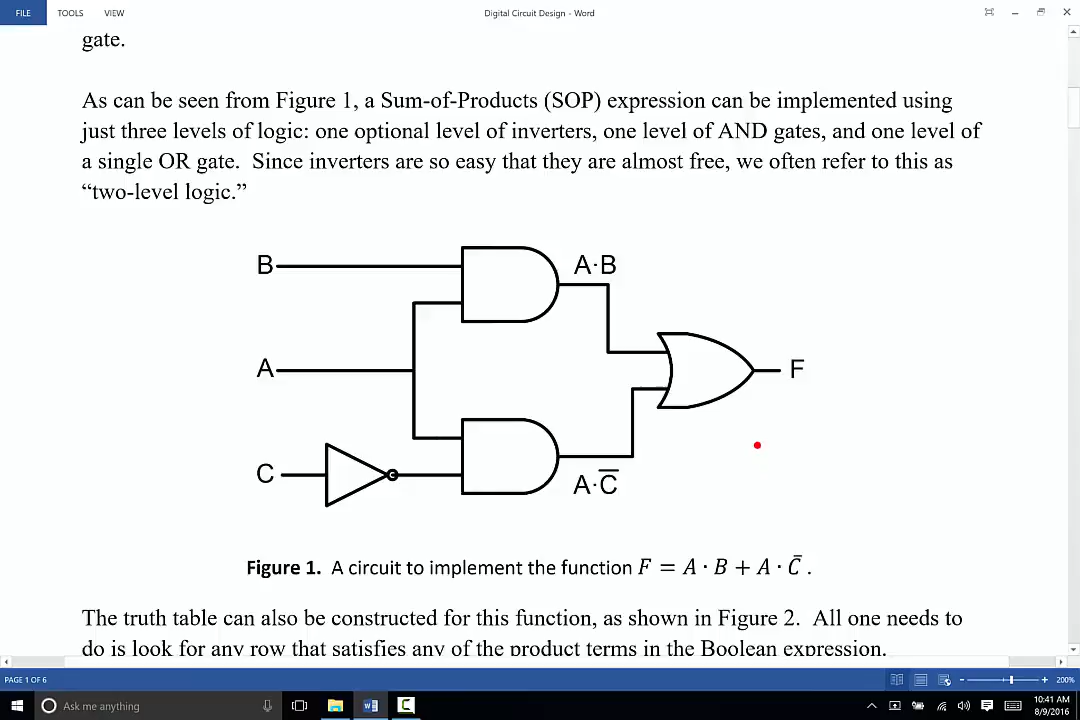 FILE TOOLS VIEW Digital Circuit Design - Word
gate.
As can be seen from Figure 1, a Sum-of-Products (SOP) expression can be implemented using
just three levels of logic: one optional level of inverters, one level of AND gates, and one level of
a single OR gate.  Since inverters are so easy that they are almost free, we often refer to this as
“two-level logic.”
B
A·B
A
F
C
A·C̅
Figure 1. A circuit to implement the function F = A · B + A · C̅ .
The truth table can also be constructed for this function, as shown in Figure 2.  All one needs to
do is look for any row that satisfies any of the product terms in the Boolean expression.
PAGE 1 OF 6
200%
Ask me anything
10:41 AM
8/9/2016